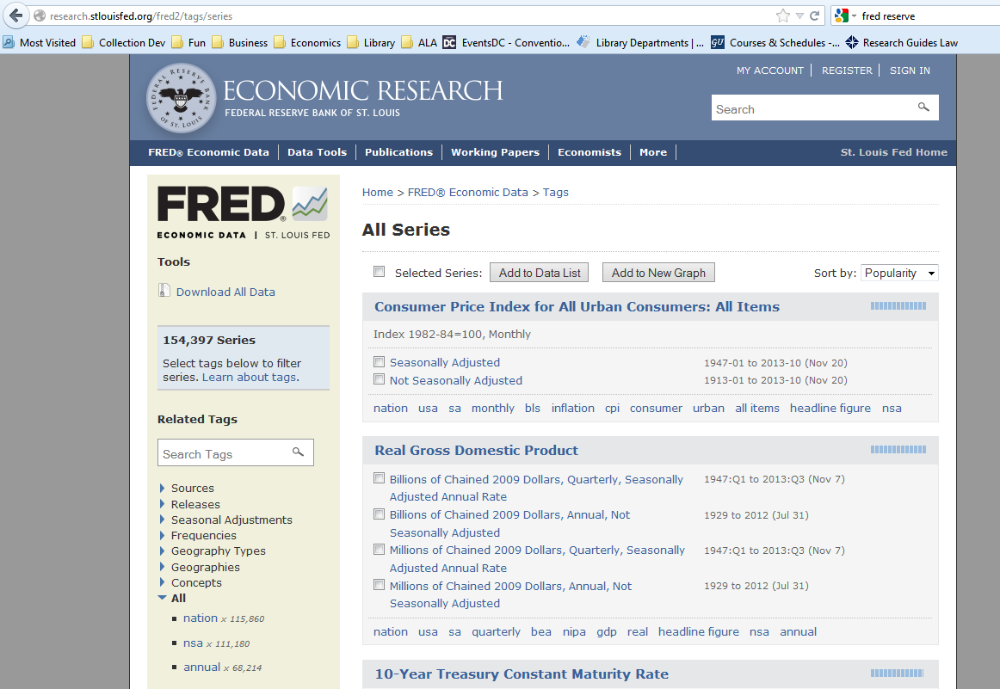 research.stlouisfed.org/fred2/tags/series
fred reserve
Most Visited Collection Dev Fun Business Economics Library ALA DC EventsDC - Conventio... Library Departments | ... GU Courses & Schedules -... Research Guides Law
MY ACCOUNT REGISTER SIGN IN
FEDERAL RESERVE BANK OF ST. LOUIS
ECONOMIC RESEARCH
FEDERAL RESERVE BANK OF ST. LOUIS
Search
FRED® Economic Data Data Tools Publications Working Papers Economists More St. Louis Fed Home
FRED®
ECONOMIC DATA | ST. LOUIS FED
Tools
Download All Data
154,397 Series
Select tags below to filter
series. Learn about tags.
Related Tags
Search Tags
Sources
Releases
Seasonal Adjustments
Frequencies
Geography Types
Geographies
Concepts
All
nation x 115,860
nsa x 111,180
annual x 68,214
Home > FRED® Economic Data > Tags
All Series
Selected Series: Add to Data List Add to New Graph Sort by: Popularity
Consumer Price Index for All Urban Consumers: All Items
Index 1982-84=100, Monthly
Seasonally Adjusted 1947-01 to 2013-10 (Nov 20)
Not Seasonally Adjusted 1913-01 to 2013-10 (Nov 20)
nation usa sa monthly bls inflation cpi consumer urban all items headline figure nsa
Real Gross Domestic Product
Billions of Chained 2009 Dollars, Quarterly, Seasonally 1947:Q1 to 2013:Q3 (Nov 7)
Adjusted Annual Rate
Billions of Chained 2009 Dollars, Annual, Not 1929 to 2012 (Jul 31)
Seasonally Adjusted
Millions of Chained 2009 Dollars, Quarterly, Seasonally 1947:Q1 to 2013:Q3 (Nov 7)
Adjusted Annual Rate
Millions of Chained 2009 Dollars, Annual, Not 1929 to 2012 (Jul 31)
Seasonally Adjusted
nation usa sa quarterly bea nipa gdp real headline figure nsa annual
10-Year Treasury Constant Maturity Rate